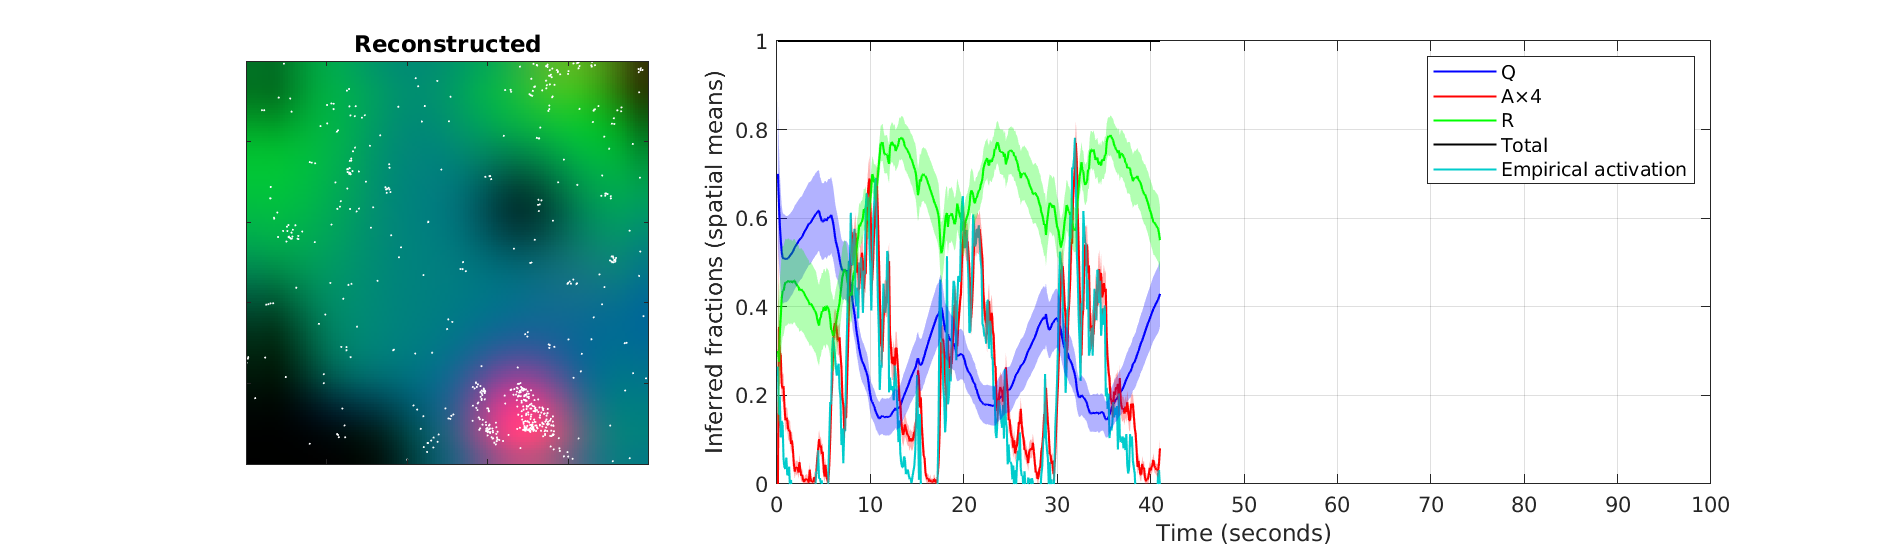 Reconstructed
Inferred fractions (spatial means)
1
0.8
0.6
0.4
0.2
0
0 10 20 30 40 50 60 70 80 90 100
Time (seconds)
Q
A×4
R
Total
Empirical activation